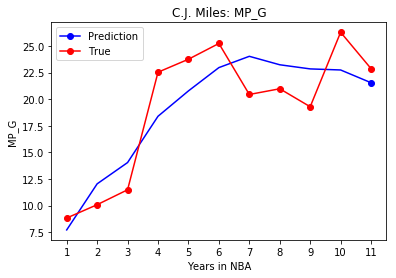 C.J. Miles: MP_G
Prediction
True
MP_G
25.0
22.5
20.0
17.5
15.0
12.5
10.0
7.5
1 2 3 4 5 6 7 8 9 10 11
Years in NBA